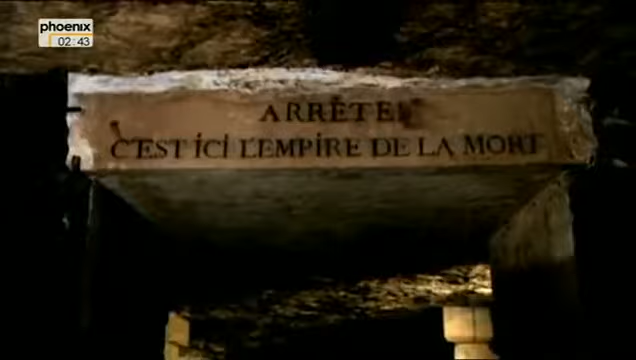 phoenix
02:43
ARRÊTE!
C'EST ICI L'EMPIRE DE LA MORT